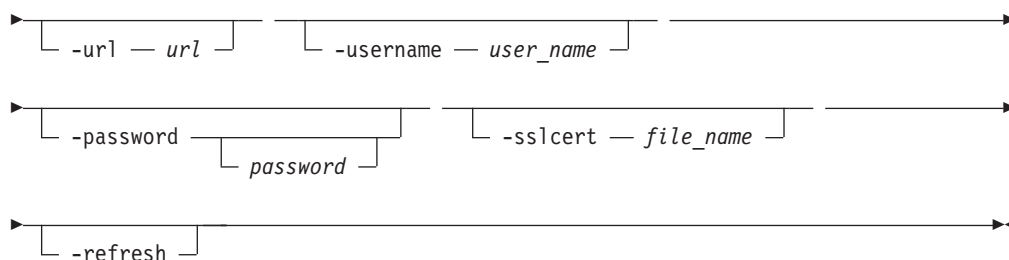 -url url -username user_name
-password -sslcert file_name
password
-refresh